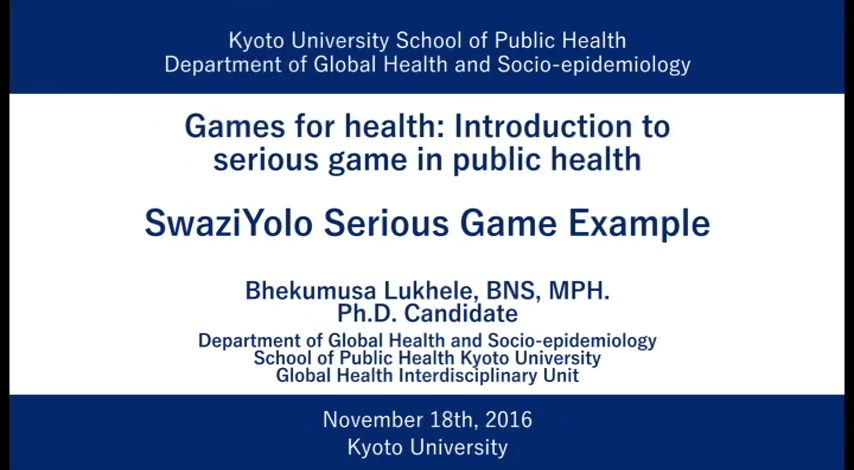 Kyoto University School of Public Health
Department of Global Health and Socio-epidemiology
Games for health: Introduction to
serious game in public health
SwaziYolo Serious Game Example
Bhekumusa Lukhele, BNS, MPH.
Ph.D. Candidate
Department of Global Health and Socio-epidemiology
School of Public Health Kyoto University
Global Health Interdisciplinary Unit
November 18th, 2016
Kyoto University